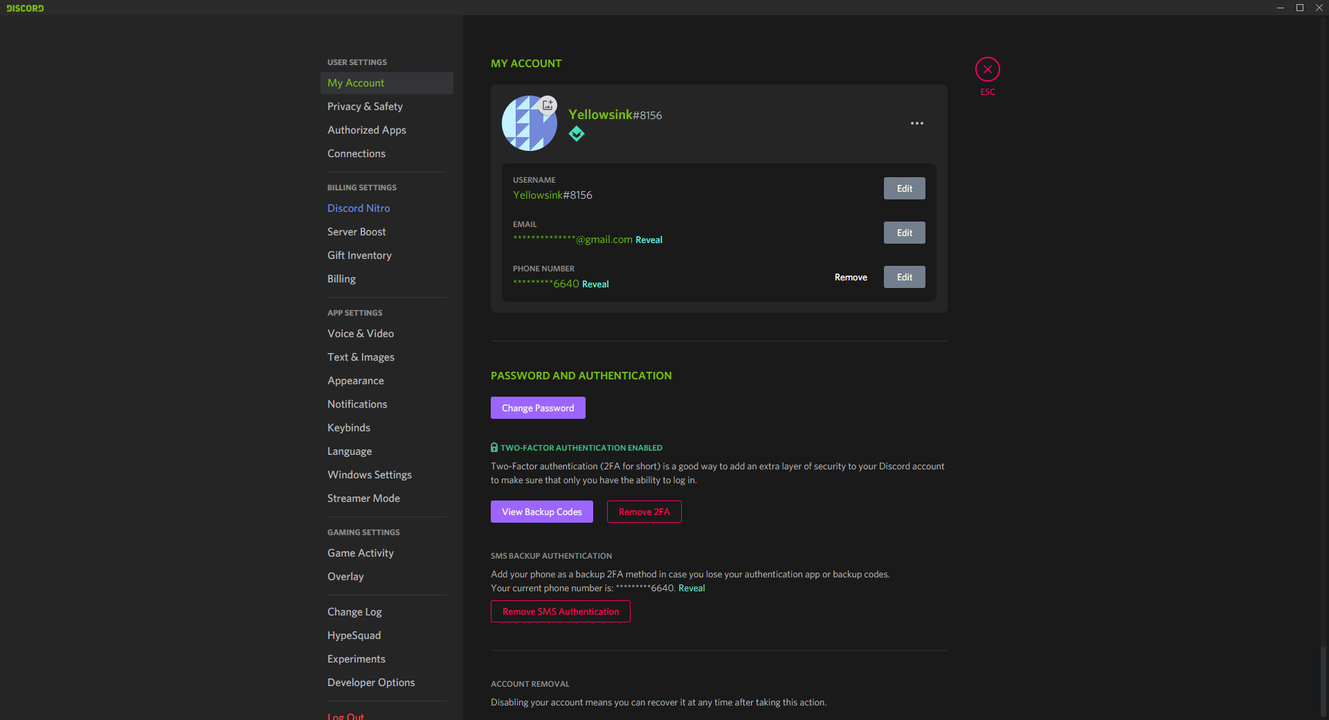 DISCORD
USER SETTINGS
My Account
Privacy & Safety
Authorized Apps
Connections
BILLING SETTINGS
Discord Nitro
Server Boost
Gift Inventory
Billing
APP SETTINGS
Voice & Video
Text & Images
Appearance
Notifications
Keybinds
Language
Windows Settings
Streamer Mode
GAMING SETTINGS
Game Activity
Overlay
Change Log
HypeSquad
Experiments
Developer Options
Log Out
MY ACCOUNT
Yellowsink#8156
USERNAME
Yellowsink#8156
Edit
EMAIL
**************@gmail.com Reveal
Edit
PHONE NUMBER
*********6640 Reveal
Remove
Edit
ESC
PASSWORD AND AUTHENTICATION
Change Password
TWO-FACTOR AUTHENTICATION ENABLED
Two-Factor authentication (2FA for short) is a good way to add an extra layer of security to your Discord account
to make sure that only you have the ability to log in.
View Backup Codes
Remove 2FA
SMS BACKUP AUTHENTICATION
Add your phone as a backup 2FA method in case you lose your authentication app or backup codes.
Your current phone number is: *********6640. Reveal
Remove SMS Authentication
ACCOUNT REMOVAL
Disabling your account means you can recover it at any time after taking this action.